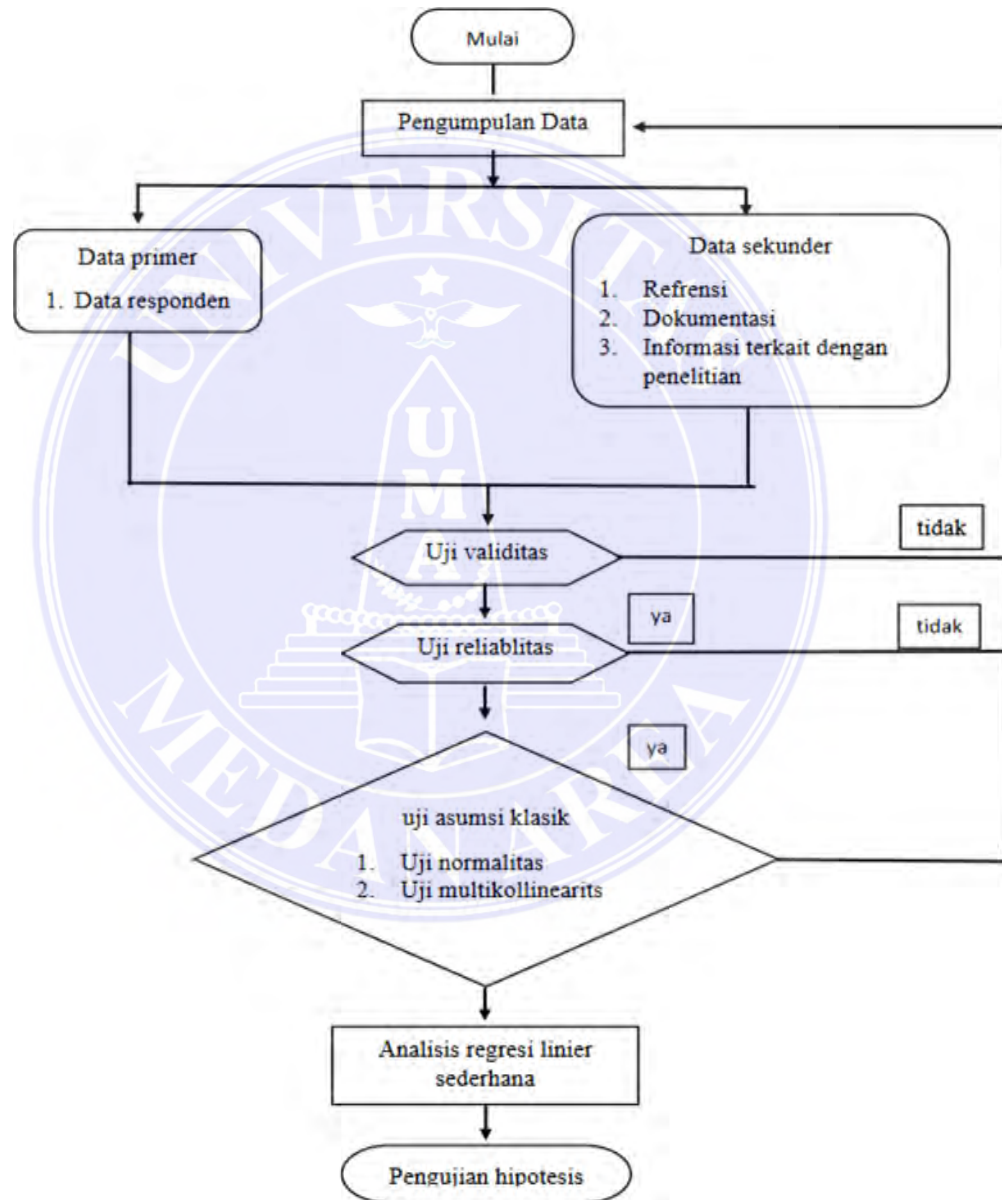 Mulai
Pengumpulan Data
Data primer
1. Data responden
Data sekunder
1. Refrensi
2. Dokumentasi
3. Informasi terkait dengan
penelitian
Uji validitas
tidak
ya
Uji reliablitas
tidak
ya
uji asumsi klasik
1. Uji normalitas
2. Uji multikollinearits
Analisis regresi linier
sederhana
Pengujian hipotesis
UNIVERSITAS
MEDAN AREA
UMA